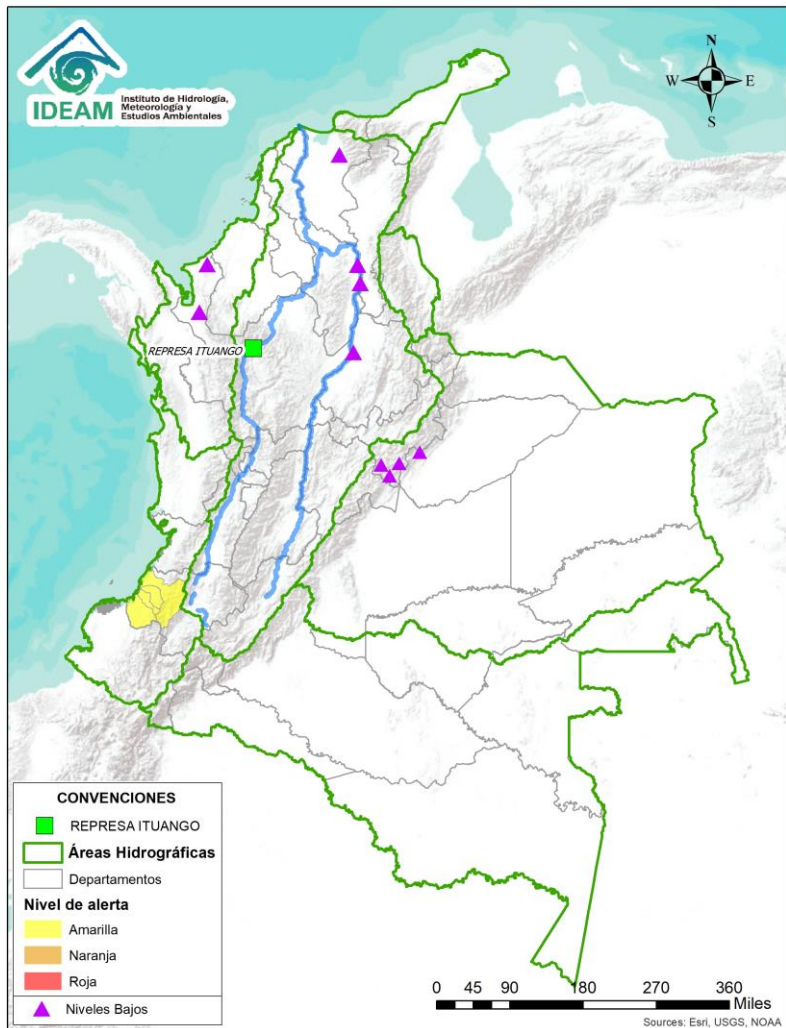 IDEAM
Instituto de Hidrología,
Meteorología y
Estudios Ambientales
N
W
E
S
REPRESA ITUANGO
CONVENCIONES
REPRESA ITUANGO
Áreas Hidrográficas
Departamentos
Nivel de alerta
Amarilla
Naranja
Roja
Niveles Bajos
0 45 90 180 270 360
Miles
Sources: Esri, USGS, NOAA